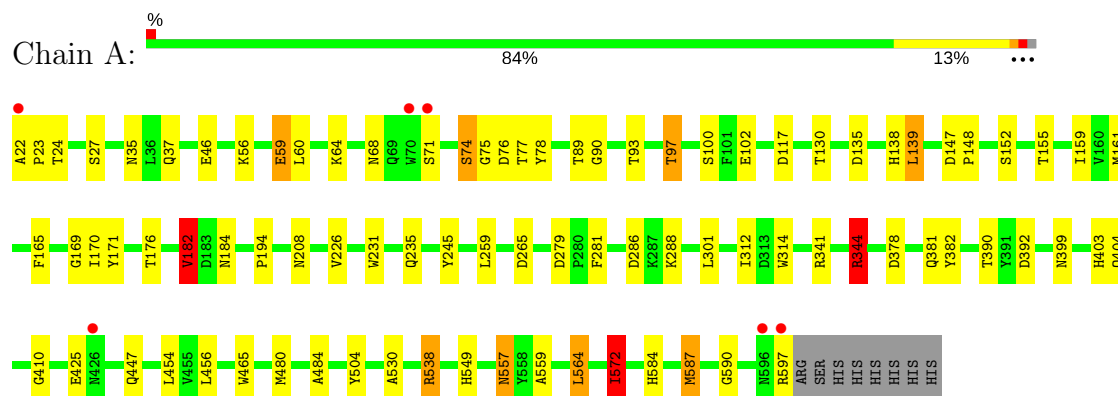 %
Chain A:
84% 13% •••
A22 P23 T24 S27 N35 L36 Q37 E46 K56 E59 L60 K64 N68 Q69 W70 S71 S74 G75 D76 T77 Y78 T89 G90 T93 T97 S100 F101 E102 D117 T130 D135 H138 L139 D147 P148 S152 T155 I159 V160 M161
F165 G169 I170 Y171 T176 V182 D183 N184 P194 N208 V226 W231 Q235 Y245 L259 D265 D279 P280 F281 D286 K287 K288 L301 I312 D313 W314 R341 R344 D378 Q381 Y382 T390 Y391 D392 N399 H403
G410 E425 N426 Q447 L454 V455 L456 W465 M480 A484 Y504 A530 R538 H549 N557 Y558 A559 L564 I572 H584 M587 G590 N596 R597 ARG SER HIS HIS HIS HIS HIS HIS